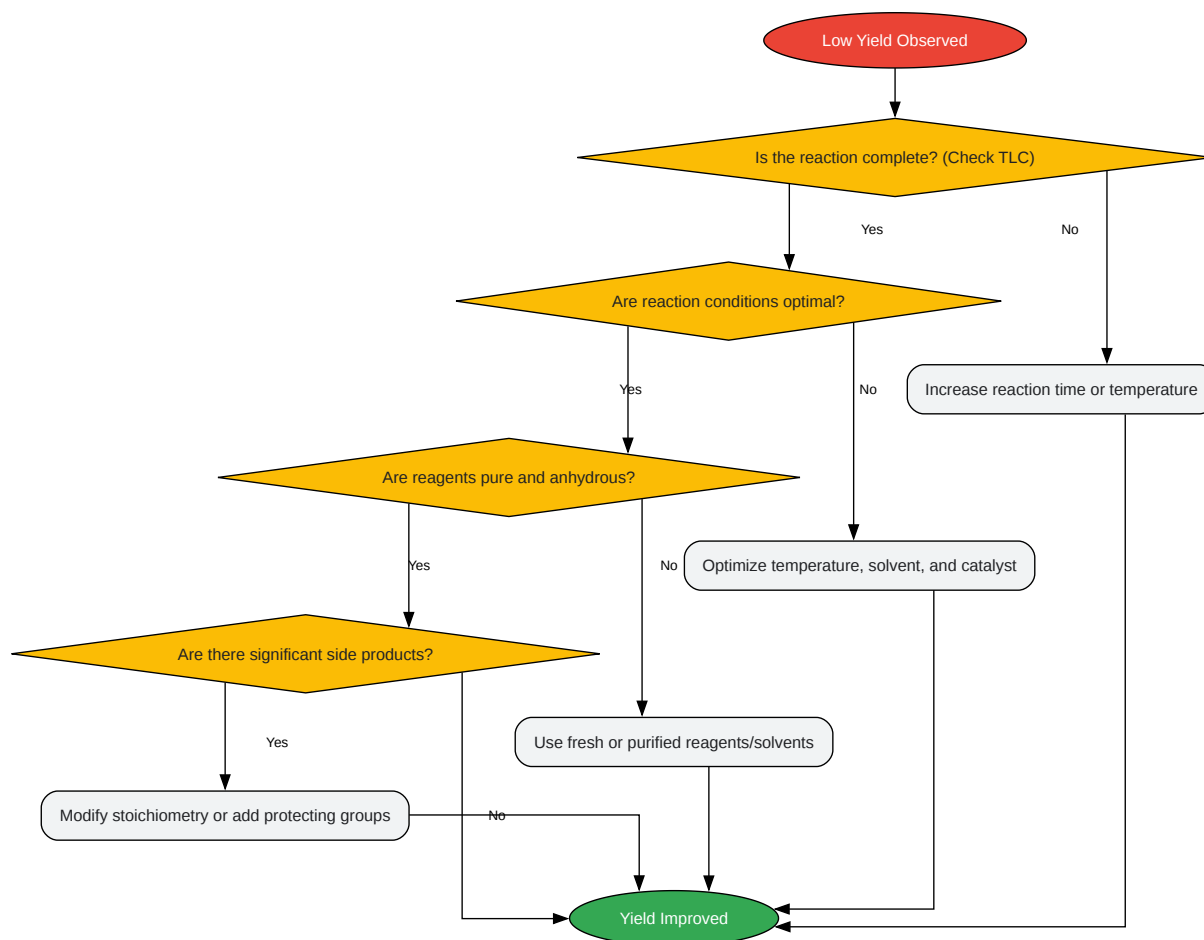 Low Yield Observed
Is the reaction complete? (Check TLC)
Yes
No
Are reaction conditions optimal?
Yes
No
Increase reaction time or temperature
Are reagents pure and anhydrous?
Yes
No
Optimize temperature, solvent, and catalyst
Are there significant side products?
Yes
Use fresh or purified reagents/solvents
Modify stoichiometry or add protecting groups
No
Yield Improved